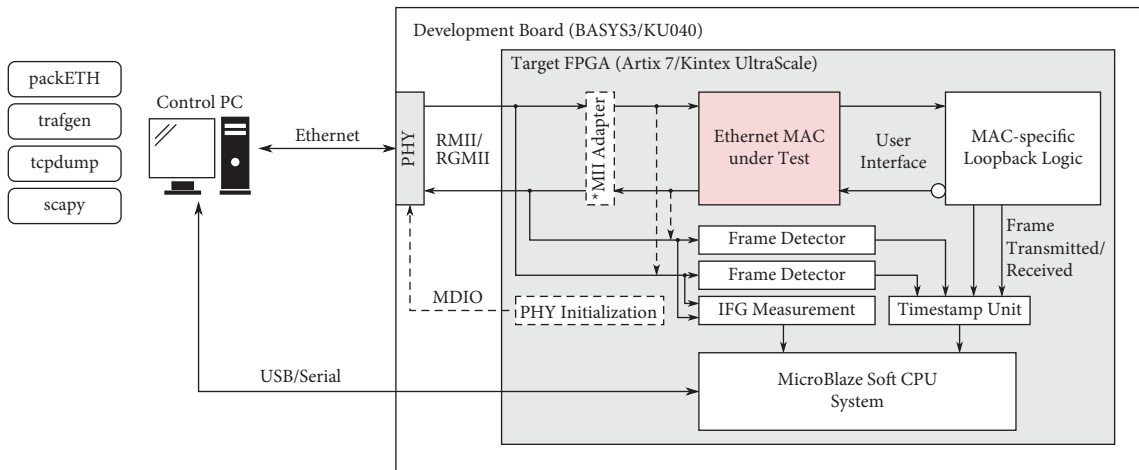 Development Board (BASYS3/KU040)
Target FPGA (Artix 7/Kintex UltraScale)
packETH
trafgen
tcpdump
scapy
Control PC
Ethernet
PHY
RMII/
RGMII
*MII Adapter
Ethernet MAC
under Test
User
Interface
MAC-specific
Loopback Logic
Frame Detector
Frame Detector
IFG Measurement
Frame
Transmitted/
Received
Timestamp Unit
MDIO
PHY Initialization
USB/Serial
MicroBlaze Soft CPU
System